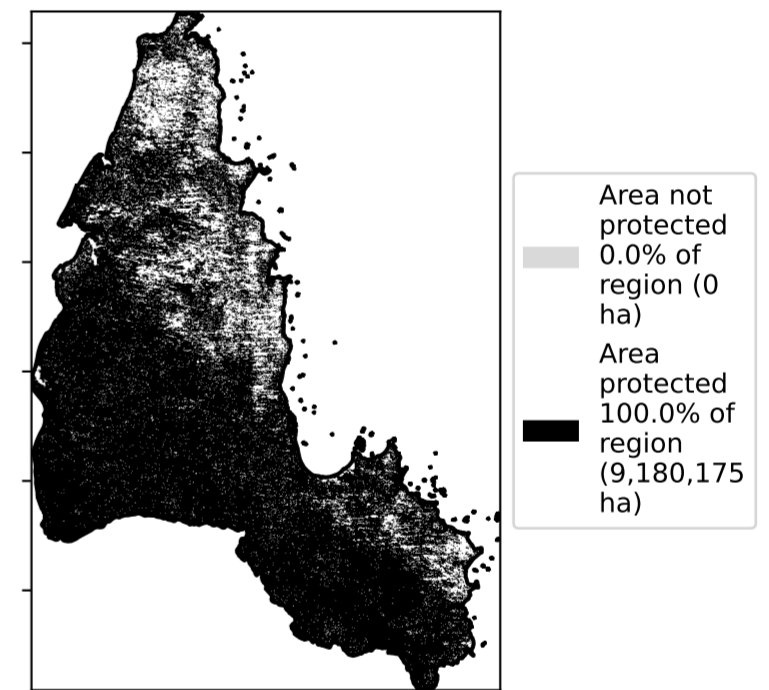 Area not
protected
0.0% of
region (0
ha)
Area
protected
100.0% of
region
(9,180,175
ha)